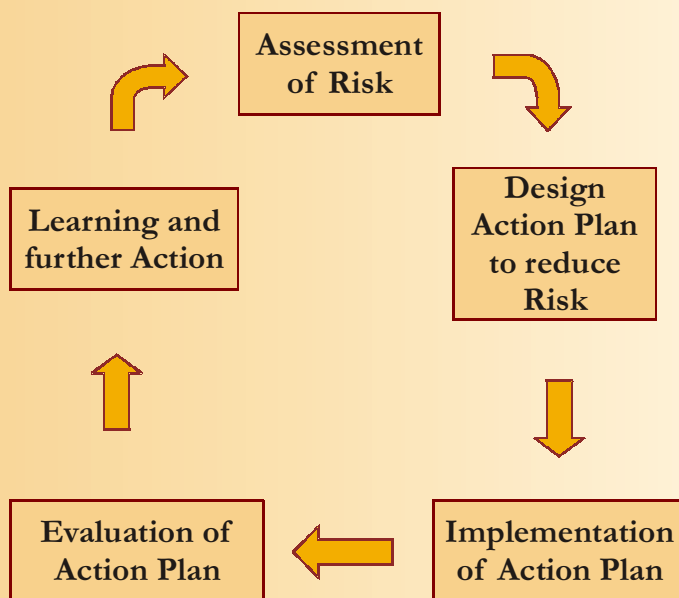 Assessment
of Risk
Design
Action Plan
to reduce
Risk
Learning and
further Action
Evaluation of
Action Plan
Implementation
of Action Plan